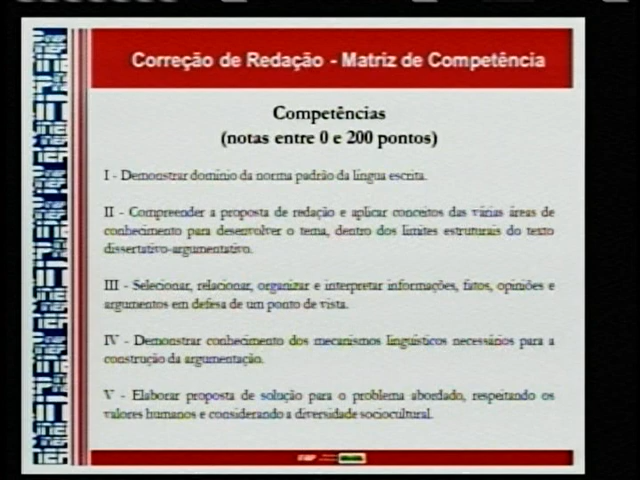 Correção de Redação - Matriz de Competência
Competências
(notas entre 0 e 200 pontos)
I - Demonstrar domínio da norma padrão da língua escrita.
II - Compreender a proposta de redação e aplicar conceitos das várias áreas de
conhecimento para desenvolver o tema, dentro dos limites estruturais do texto
dissertativo-argumentativo.
III - Selecionar, relacionar, organizar e interpretar informações, fatos, opiniões e
argumentos em defesa de um ponto de vista.
IV - Demonstrar conhecimento dos mecanismos linguísticos necessários para a
construção da argumentação.
V - Elaborar proposta de solução para o problema abordado, respeitando os
valores humanos e considerando a diversidade sociocultural.